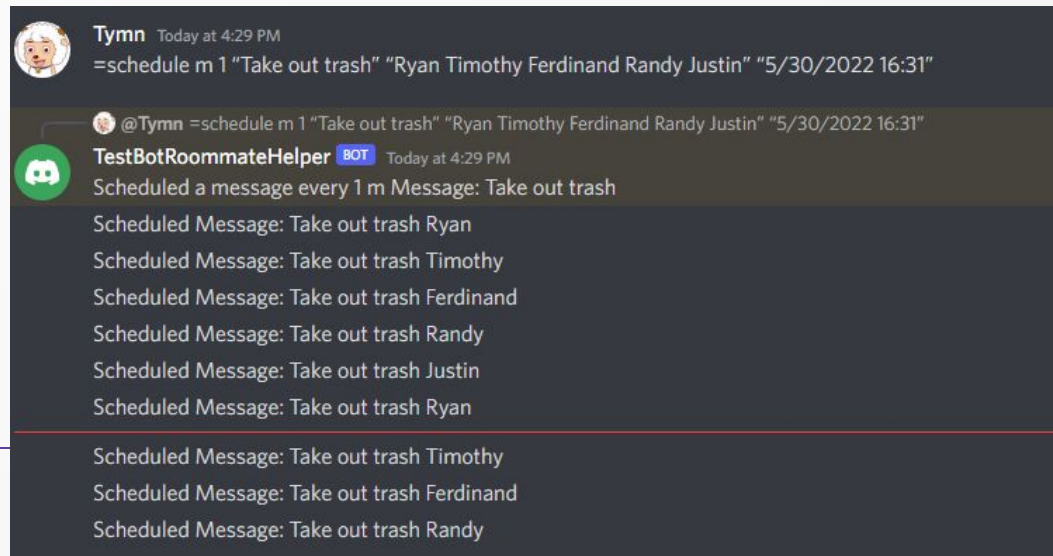 Tymn Today at 4:29 PM
=schedule m 1 “Take out trash” “Ryan Timothy Ferdinand Randy Justin” “5/30/2022 16:31”
@Tymn =schedule m 1 “Take out trash” “Ryan Timothy Ferdinand Randy Justin” “5/30/2022 16:31”
TestBotRoommateHelper BOT Today at 4:29 PM
Scheduled a message every 1 m Message: Take out trash
Scheduled Message: Take out trash Ryan
Scheduled Message: Take out trash Timothy
Scheduled Message: Take out trash Ferdinand
Scheduled Message: Take out trash Randy
Scheduled Message: Take out trash Justin
Scheduled Message: Take out trash Ryan
Scheduled Message: Take out trash Timothy
Scheduled Message: Take out trash Ferdinand
Scheduled Message: Take out trash Randy